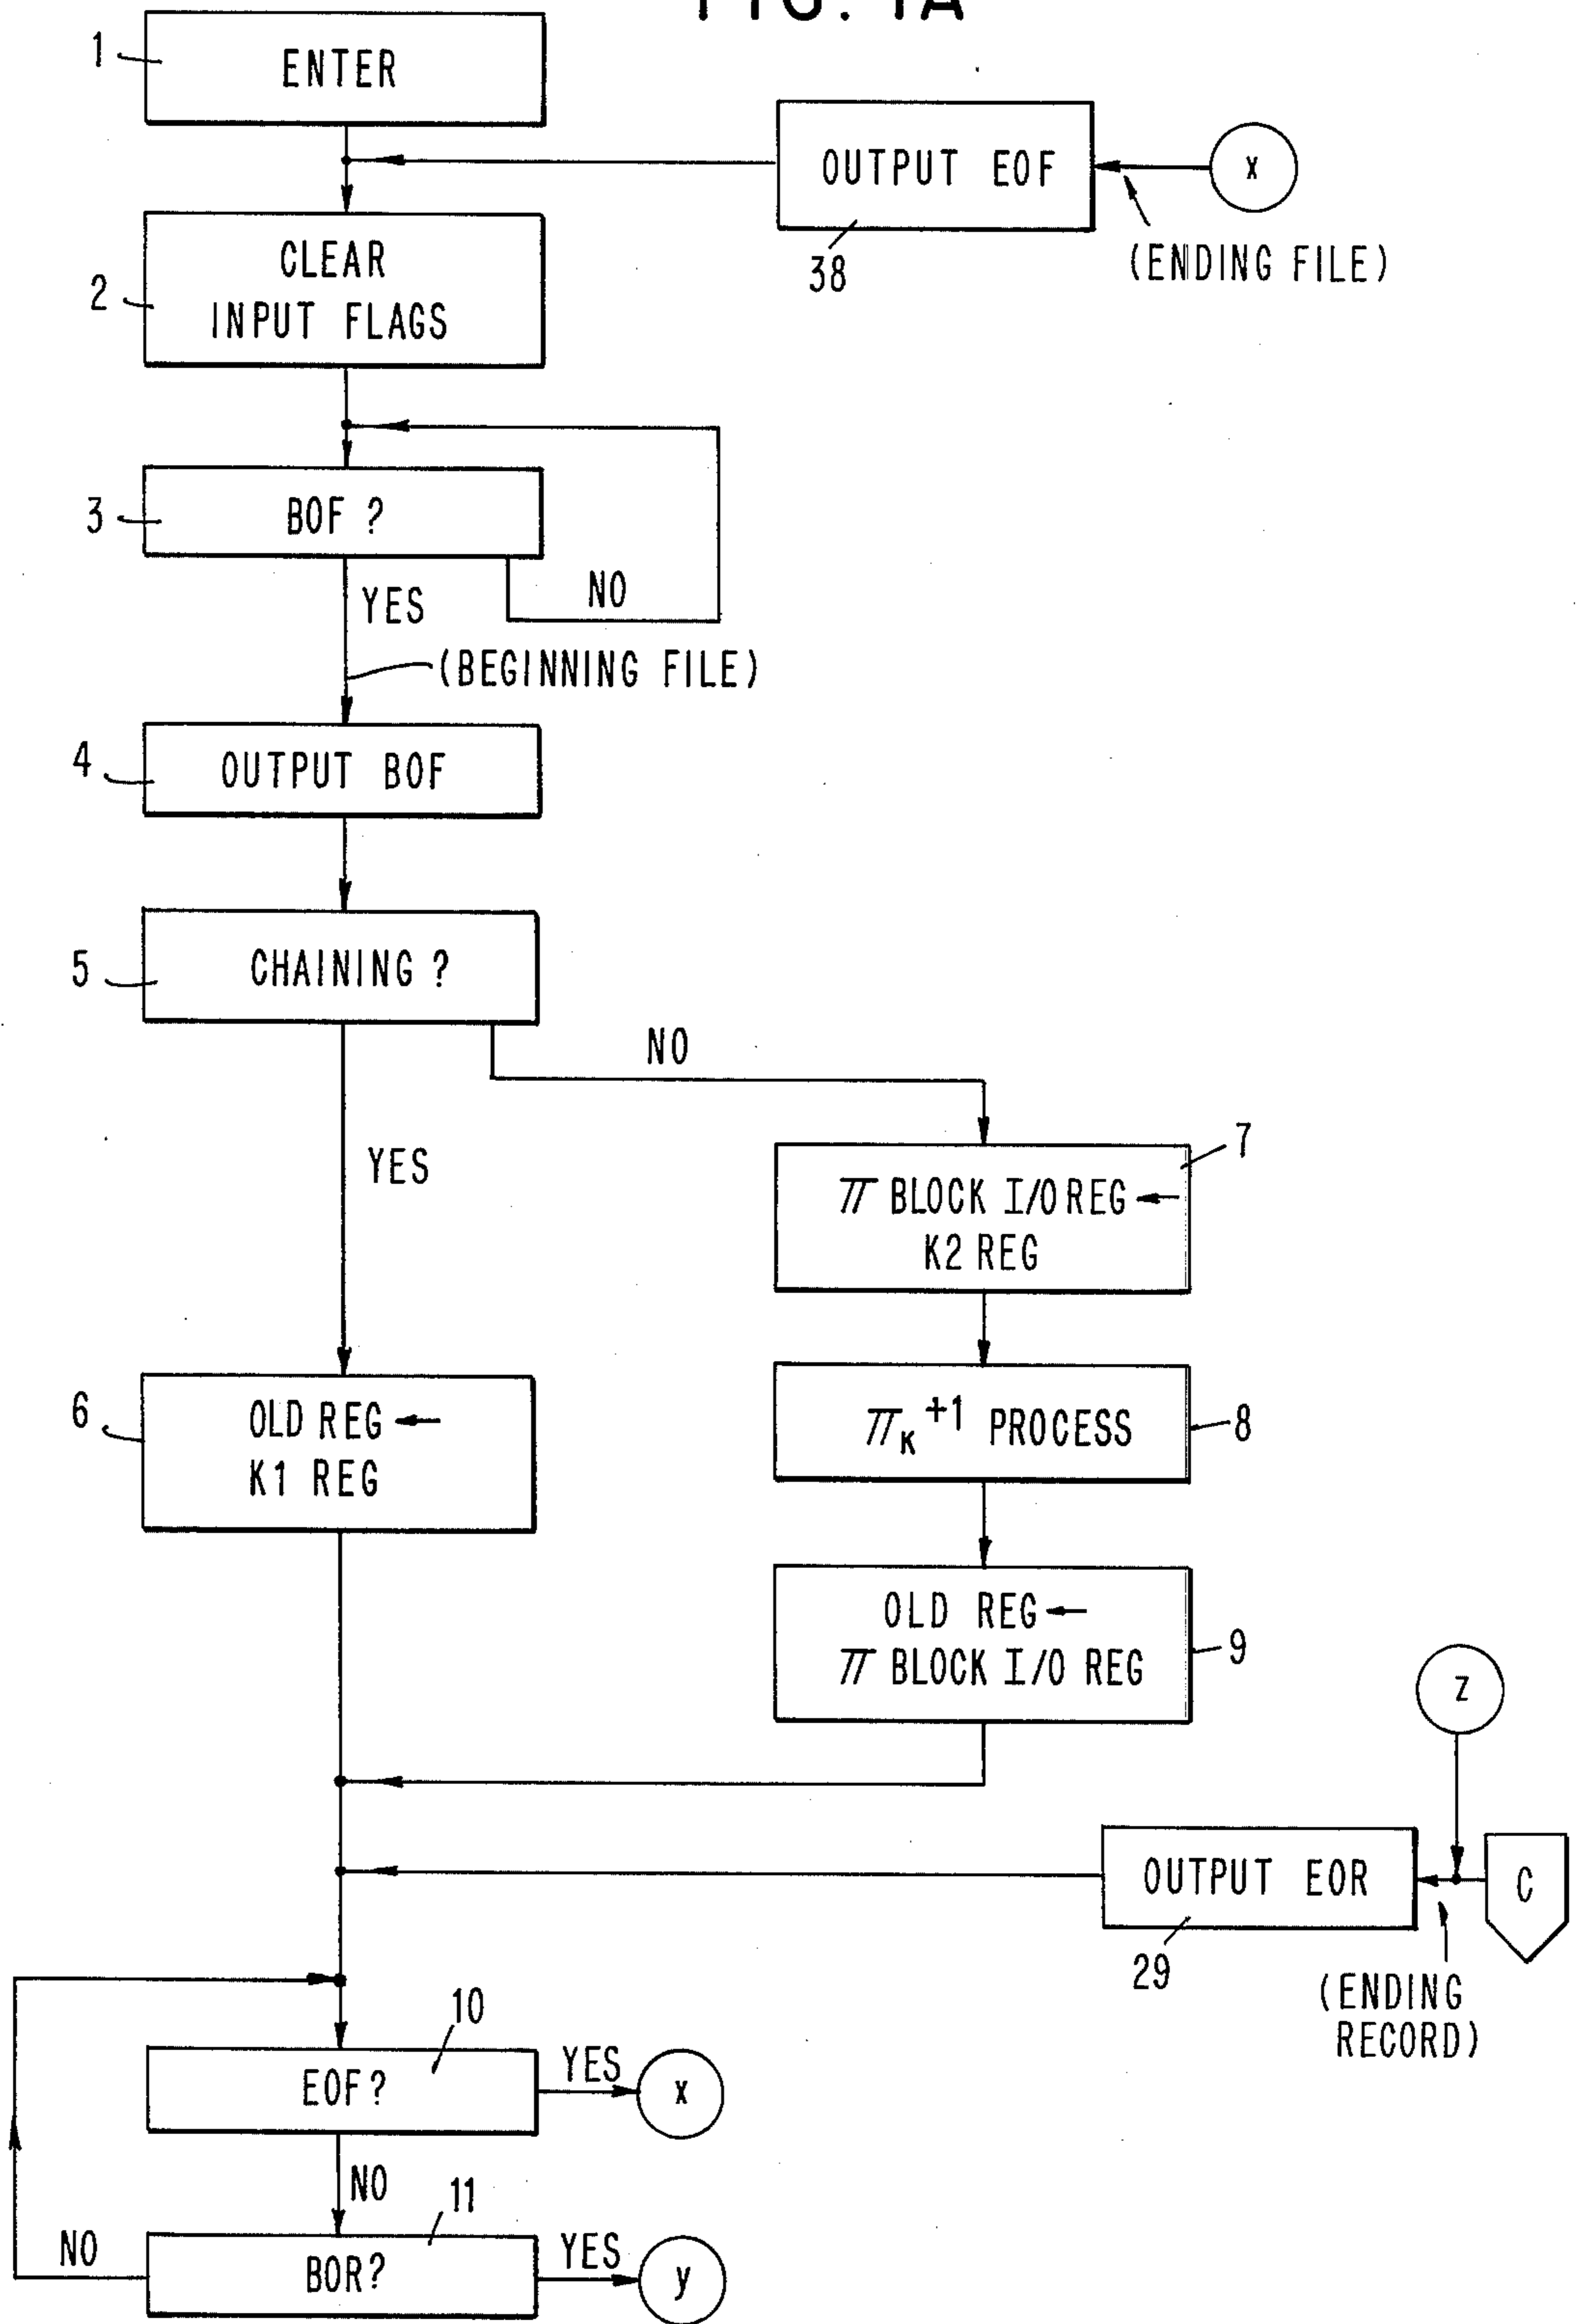 FIG. 1A
1
ENTER
OUTPUT EOF
x
38
(ENDING FILE)
2
CLEAR
INPUT FLAGS
3
BOF ?
YES
NO
(BEGINNING FILE)
4
OUTPUT BOF
5
CHAINING ?
NO
YES
7
π BLOCK I/O REG ←
K2 REG
6
OLD REG ←
K1 REG
πK+1 PROCESS
8
OLD REG ←
π BLOCK I/O REG
9
Z
OUTPUT EOR
C
29
(ENDING
RECORD)
10
EOF?
YES
x
NO
11
NO
BOR?
YES
y